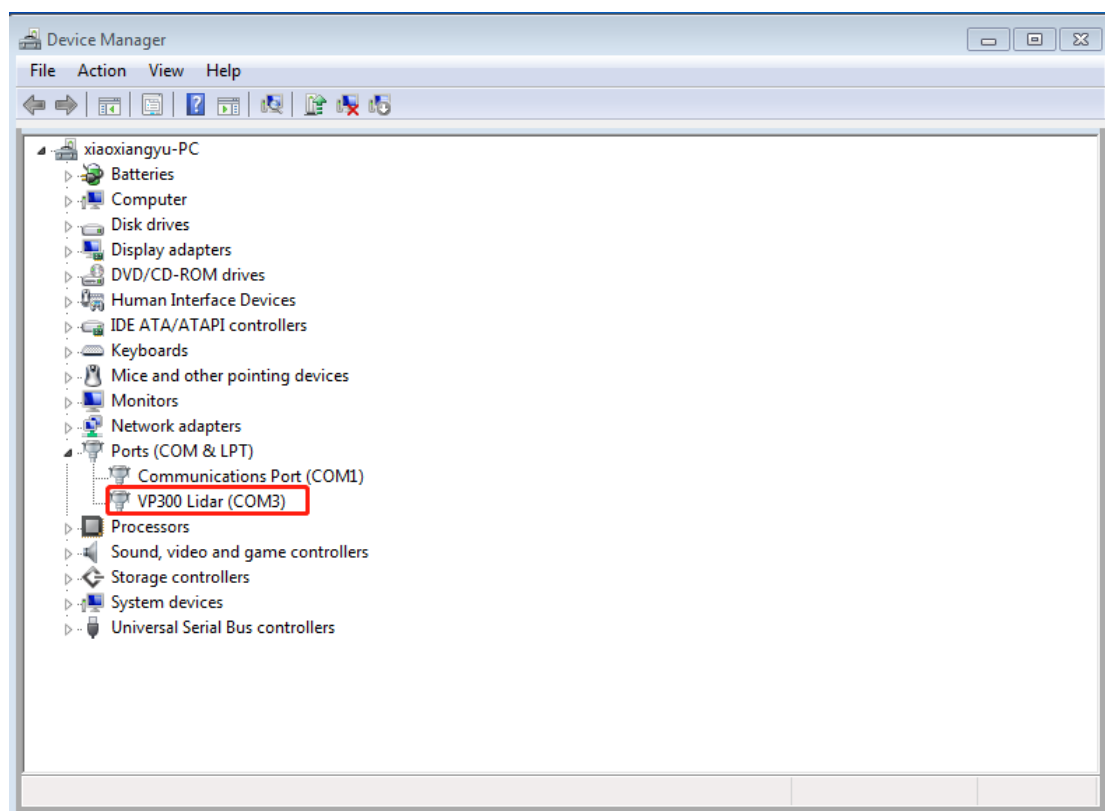 Device Manager
File Action View Help
xiaoxiangyu-PC
Batteries
Computer
Disk drives
Display adapters
DVD/CD-ROM drives
Human Interface Devices
IDE ATA/ATAPI controllers
Keyboards
Mice and other pointing devices
Monitors
Network adapters
Ports (COM & LPT)
Communications Port (COM1)
VP300 Lidar (COM3)
Processors
Sound, video and game controllers
Storage controllers
System devices
Universal Serial Bus controllers